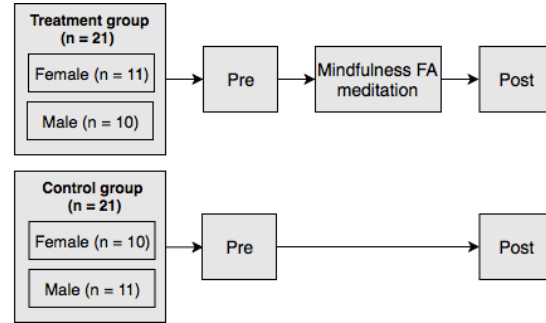 Treatment group
(n = 21)
Female (n = 11)
Male (n = 10)
Pre
Mindfulness FA
meditation
Post
Control group
(n = 21)
Female (n = 10)
Male (n = 11)
Pre
Post